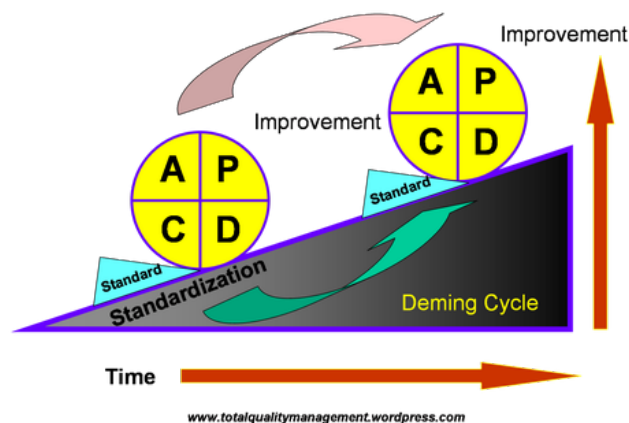 Improvement
A P
C D
Improvement
A P
C D
Standard
Standard
Standardization
Deming Cycle
Time
www.totalqualitymanagement.wordpress.com